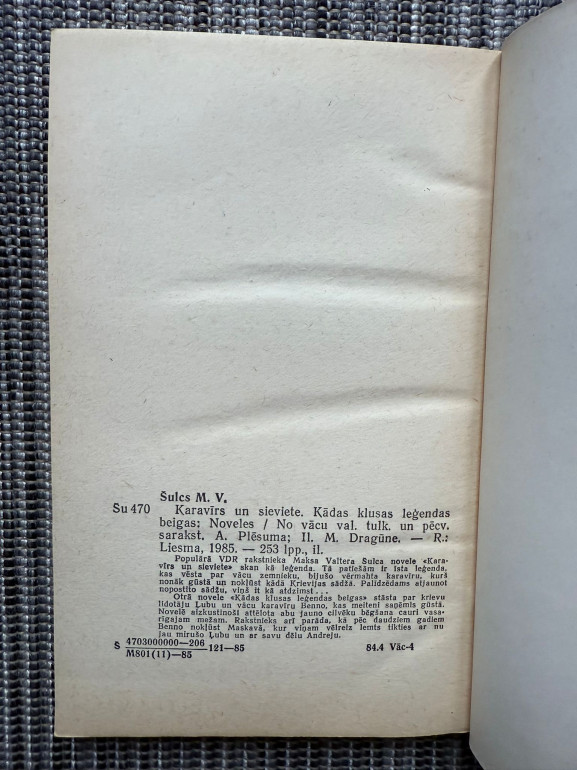 Šulcs M. V.
Šu 470 Karavīrs un sieviete. Kādas klusas leģendas
beigas: Noveles / No vācu val. tulk. un pēcv.
sarakst. A. Plēsuma; Il. M. Dragūne. — R.:
Liesma, 1985. — 253 lpp., il.
Populārā VDR rakstnieka Maksa Valtera Šulca novele «Kara-
vīrs un sieviete» skan kā leģenda. Tā patiešām ir īsta leģenda,
kas vēsta par vācu zemnieku, bijušo vērmahta karavīru, kurš
nonāk gūstā un nokļūst kādā Krievijas sādžā. Palīdzēdams atjaunot
nopostīto sādžu, viņš it kā atdzimst...
Otrā novele «Kādas klusas leģendas beigas» stāsta par krievu
lidotāju Ļubu un vācu karavīru Benno, kas meiteni saņēmis gūstā.
Novelē aizkustinoši attēlota abu jauno cilvēku bēgšana cauri vasa-
rīgajam mežam. Rakstnieks arī parāda, kā pēc daudziem gadiem
Benno nokļūst Maskavā, kur viņam vēlreiz lemts tikties ar nu
jau mirušo Ļubu un ar savu dēlu Andreju.
Š 4703000000—206
M801(11)—85 121—85 84.4 Vāc-4